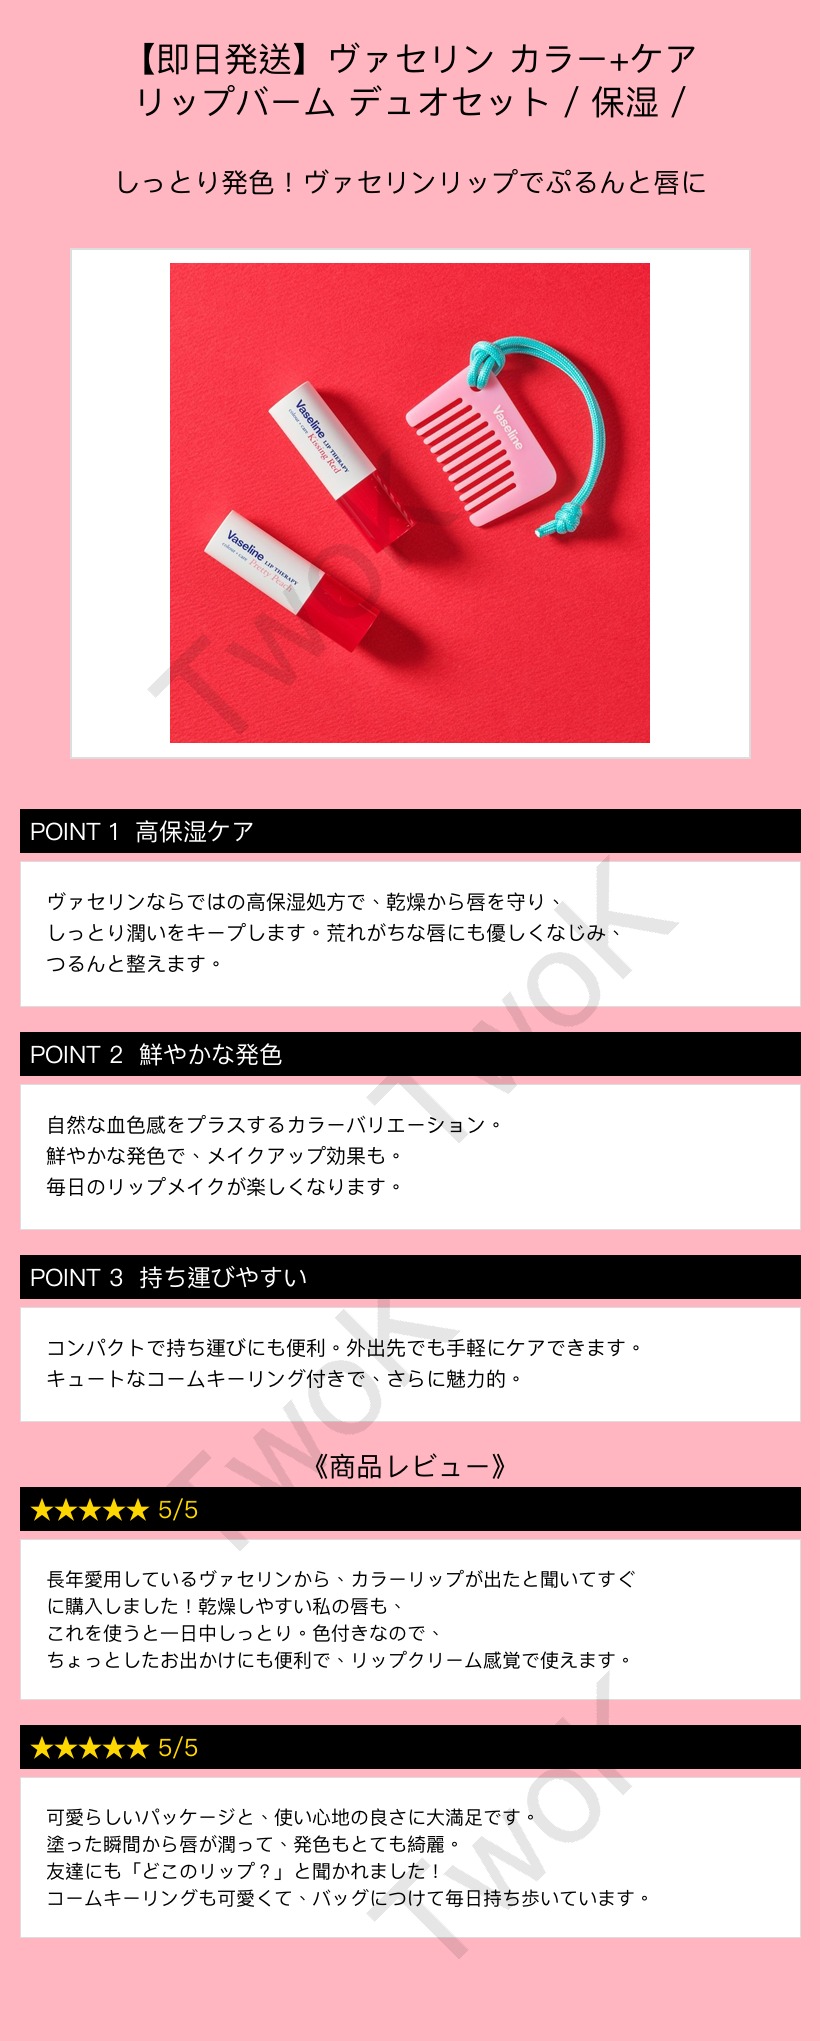 【即日発送】ヴァセリン カラー+ケア
リップバーム デュオセット / 保湿 /
しっとり発色！ヴァセリンリップでぷるんと唇に
Vaseline LIP THERAPY
colour + care Kissing Red
Vaseline
Vaseline LIP THERAPY
colour + care Pretty Peach
TwoK
POINT 1 高保湿ケア
ヴァセリンならではの高保湿処方で、乾燥から唇を守り、
しっとり潤いをキープします。荒れがちな唇にも優しくなじみ、
つるんと整えます。
TwoK
POINT 2 鮮やかな発色
自然な血色感をプラスするカラーバリエーション。
鮮やかな発色で、メイクアップ効果も。
毎日のリップメイクが楽しくなります。
POINT 3 持ち運びやすい
コンパクトで持ち運びにも便利。外出先でも手軽にケアできます。
キュートなコームキーリング付きで、さらに魅力的。
TwoK
《商品レビュー》
★★★★★ 5/5
長年愛用しているヴァセリンから、カラーリップが出たと聞いてすぐ
に購入しました！乾燥しやすい私の唇も、
これを使うと一日中しっとり。色付きなので、
ちょっとしたお出かけにも便利で、リップクリーム感覚で使えます。
★★★★★ 5/5
可愛らしいパッケージと、使い心地の良さに大満足です。
塗った瞬間から唇が潤って、発色もとても綺麗。
友達にも「どこのリップ？」と聞かれました！
コームキーリングも可愛くて、バッグにつけて毎日持ち歩いています。
TwoK